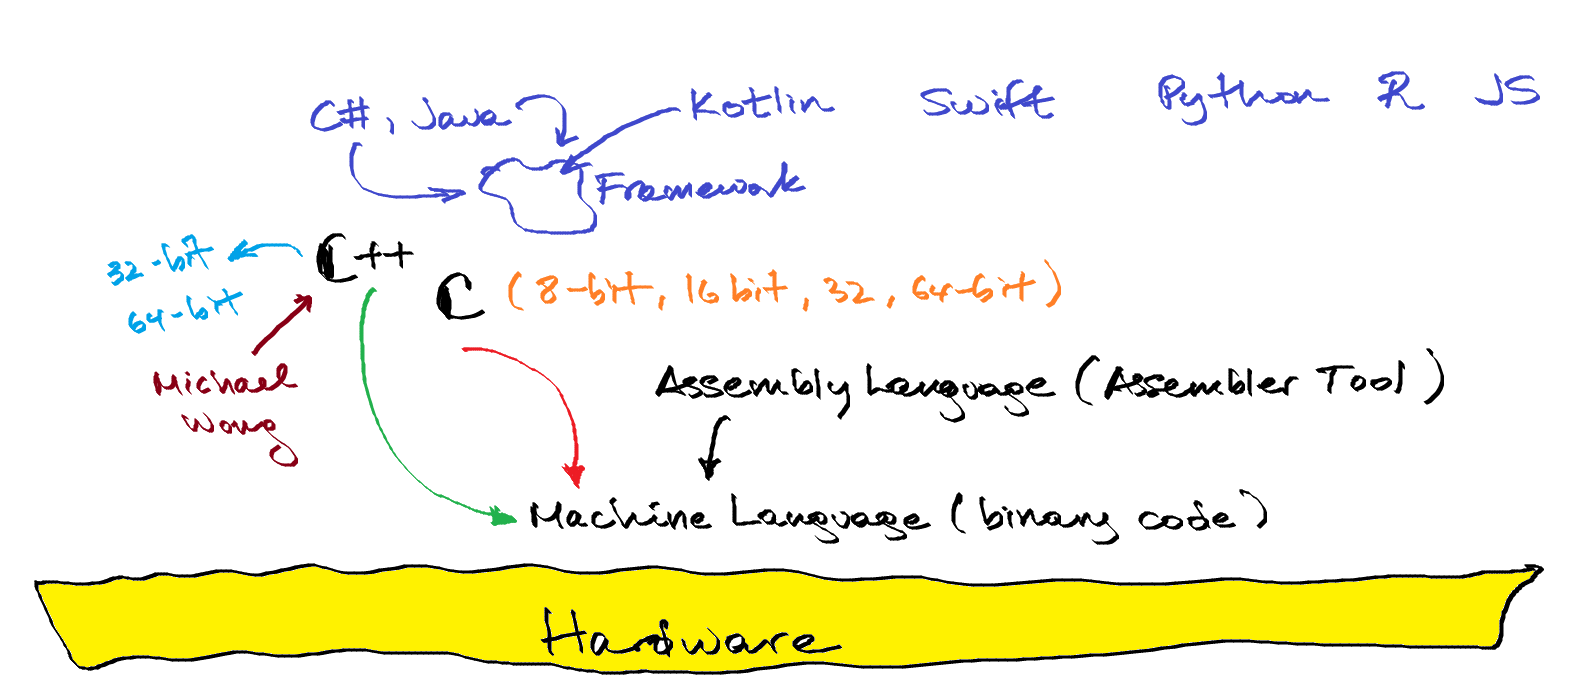 C#, Java Kotlin Swift Python R JS
Framework
C++
32-bit
64-bit
C (8-bit, 16 bit, 32, 64-bit)
Michael
Wong
Assembly Language (Assembler Tool)
Machine Language (binary code)
Hardware